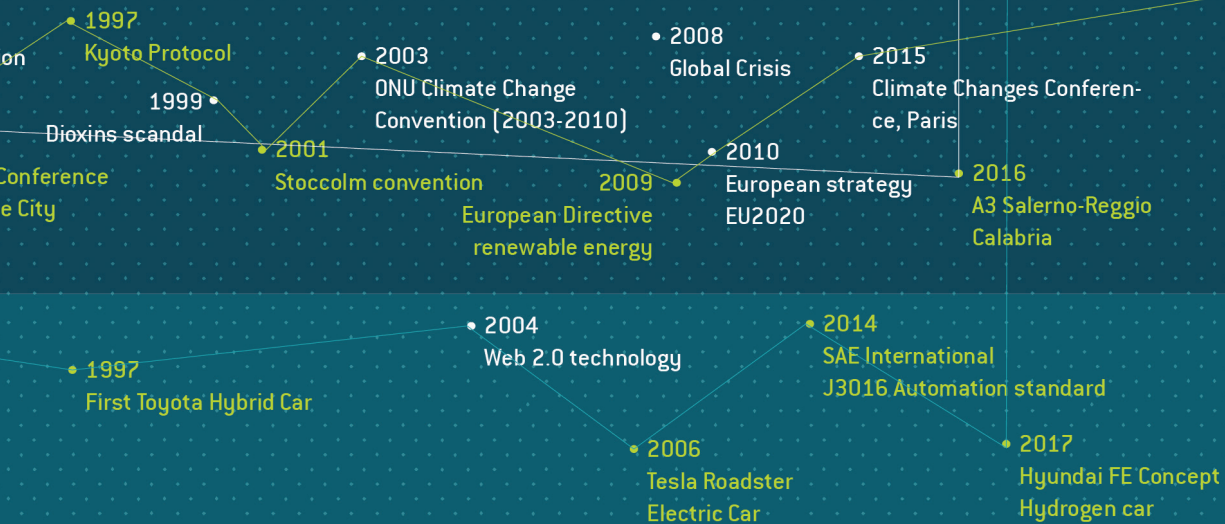 1997
Kyoto Protocol
on
1999
Dioxins scandal
Conference
e City
2001
Stoccolm convention
2003
ONU Climate Change
Convention (2003-2010)
2008
Global Crisis
2009
European Directive
renewable energy
2010
European strategy
EU2020
2015
Climate Changes Conferen-
ce, Paris
2016
A3 Salerno-Reggio
Calabria
1997
First Toyota Hybrid Car
2004
Web 2.0 technology
2006
Tesla Roadster
Electric Car
2014
SAE International
J3016 Automation standard
2017
Hyundai FE Concept
Hydrogen car